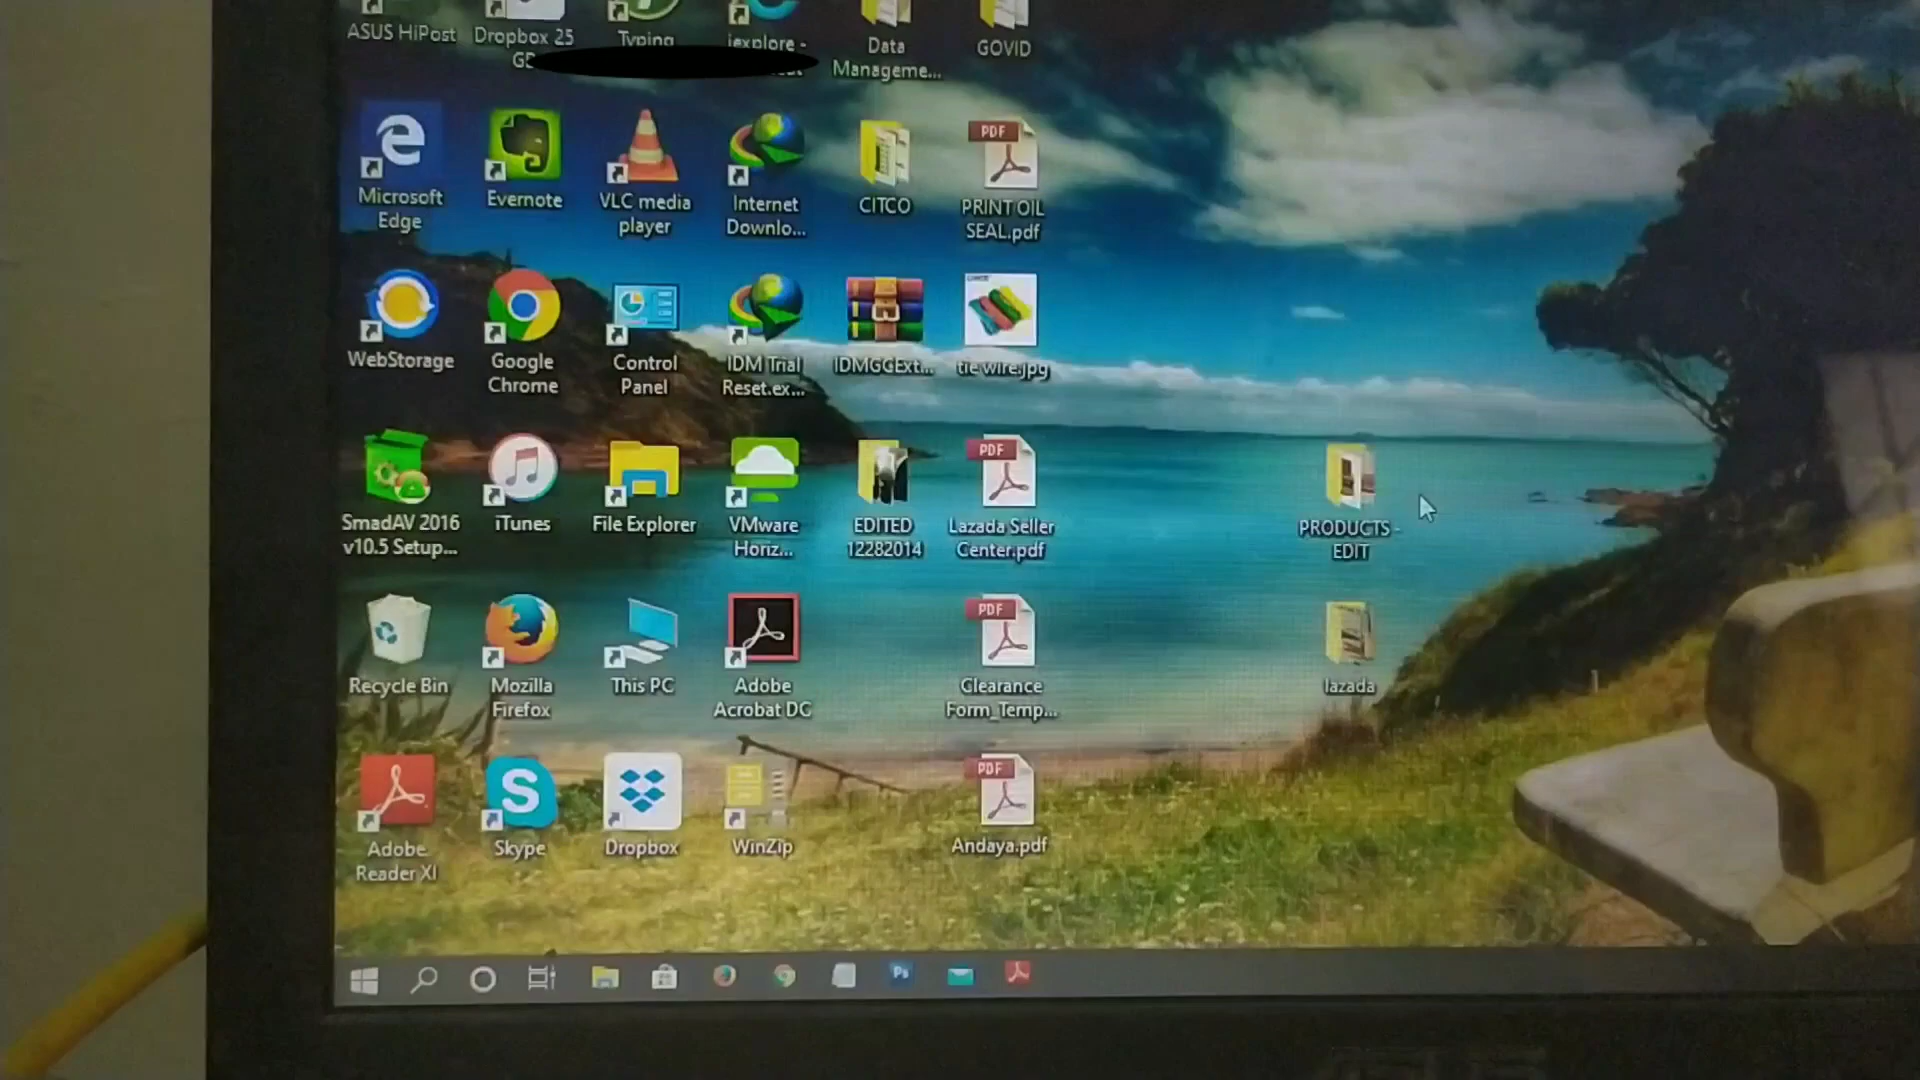 ASUS HiPost
Dropbox 25
Typing
iexplore -
Data
Manageme...
GOVID
Microsoft
Edge
Evernote
VLC media
player
Internet
Downlo...
CITCO
PDF
PRINT OIL
SEAL.pdf
WebStorage
Google
Chrome
Control
Panel
IDM Trial
Reset.ex...
IDMGCExt...
tie wire.jpg
SmadAV 2016
v10.5 Setup...
iTunes
File Explorer
VMware
Horiz...
EDITED
12282014
PDF
Lazada Seller
Center.pdf
PRODUCTS -
EDIT
Recycle Bin
Mozilla
Firefox
This PC
Adobe
Acrobat DC
PDF
Clearance
Form_Temp...
lazada
Adobe
Reader XI
S
Skype
Dropbox
WinZip
PDF
Andaya.pdf
Ps